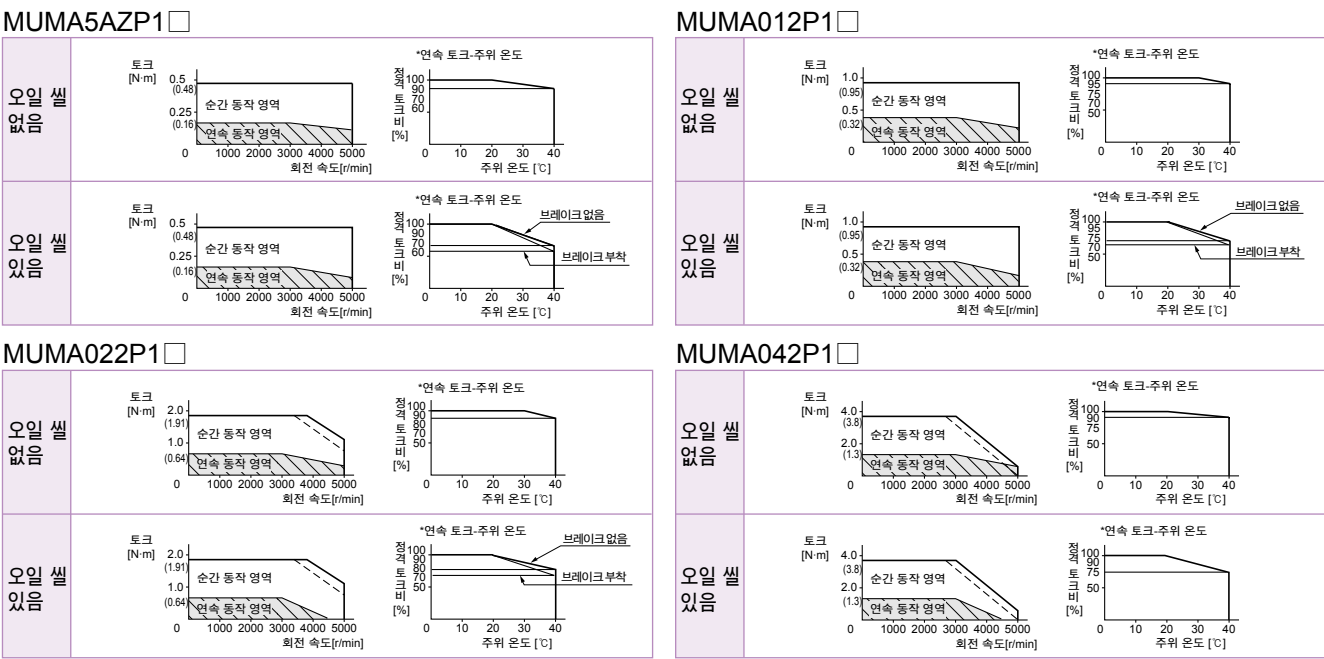 MUMA5AZP1□
오일 씰
없음
토크
[N·m]
0.5
(0.48)
0.25
(0.16)
순간 동작 영역
연속 동작 영역
0 1000 2000 3000 4000 5000
회전 속도[r/min]
*연속 토크-주위 온도
정격 토크비 [%]
100
90
70
60
0 10 20 30 40
주위 온도 [℃]
오일 씰
있음
토크
[N·m]
0.5
(0.48)
0.25
(0.16)
순간 동작 영역
연속 동작 영역
0 1000 2000 3000 4000 5000
회전 속도[r/min]
*연속 토크-주위 온도
정격 토크비 [%]
100
90
70
60
브레이크 없음
브레이크 부착
0 10 20 30 40
주위 온도 [℃]
MUMA012P1□
오일 씰
없음
토크
[N·m]
1.0
(0.95)
0.5
(0.32)
순간 동작 영역
연속 동작 영역
0 1000 2000 3000 4000 5000
회전 속도[r/min]
*연속 토크-주위 온도
정격 토크비 [%]
100
95
75
70
50
0 10 20 30 40
주위 온도 [℃]
오일 씰
있음
토크
[N·m]
1.0
(0.95)
0.5
(0.32)
순간 동작 영역
연속 동작 영역
0 1000 2000 3000 4000 5000
회전 속도[r/min]
*연속 토크-주위 온도
정격 토크비 [%]
100
95
75
70
50
브레이크 없음
브레이크 부착
0 10 20 30 40
주위 온도 [℃]
MUMA022P1□
오일 씰
없음
토크
[N·m]
2.0
(1.91)
1.0
(0.64)
순간 동작 영역
연속 동작 영역
0 1000 2000 3000 4000 5000
회전 속도[r/min]
*연속 토크-주위 온도
정격 토크비 [%]
100
90
80
70
50
0 10 20 30 40
주위 온도 [℃]
오일 씰
있음
토크
[N·m]
2.0
(1.91)
1.0
(0.64)
순간 동작 영역
연속 동작 영역
0 1000 2000 3000 4000 5000
회전 속도[r/min]
*연속 토크-주위 온도
정격 토크비 [%]
100
90
80
70
50
브레이크 없음
브레이크 부착
0 10 20 30 40
주위 온도 [℃]
MUMA042P1□
오일 씰
없음
토크
[N·m]
4.0
(3.8)
2.0
(1.3)
순간 동작 영역
연속 동작 영역
0 1000 2000 3000 4000 5000
회전 속도[r/min]
*연속 토크-주위 온도
정격 토크비 [%]
100
90
50
0 10 20 30 40
주위 온도 [℃]
오일 씰
있음
토크
[N·m]
4.0
(3.8)
2.0
(1.3)
순간 동작 영역
연속 동작 영역
0 1000 2000 3000 4000 5000
회전 속도[r/min]
*연속 토크-주위 온도
정격 토크비 [%]
100
90
75
50
0 10 20 30 40
주위 온도 [℃]